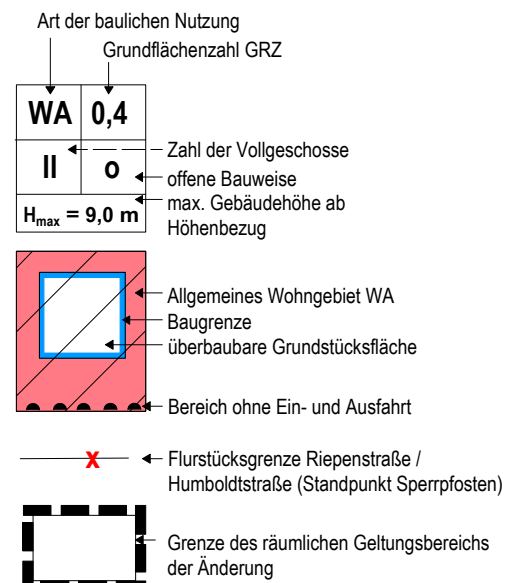 Art der baulichen Nutzung
Grundflächenzahl GRZ
WA 0,4
II o
Zahl der Vollgeschosse
offene Bauweise
max. Gebäudehöhe ab
Höhenbezug
Hmax = 9,0 m
Allgemeines Wohngebiet WA
Baugrenze
überbaubare Grundstücksfläche
Bereich ohne Ein- und Ausfahrt
x
Flurstücksgrenze Riepenstraße /
Humboldtstraße (Standpunkt Sperrpfosten)
Grenze des räumlichen Geltungsbereichs
der Änderung